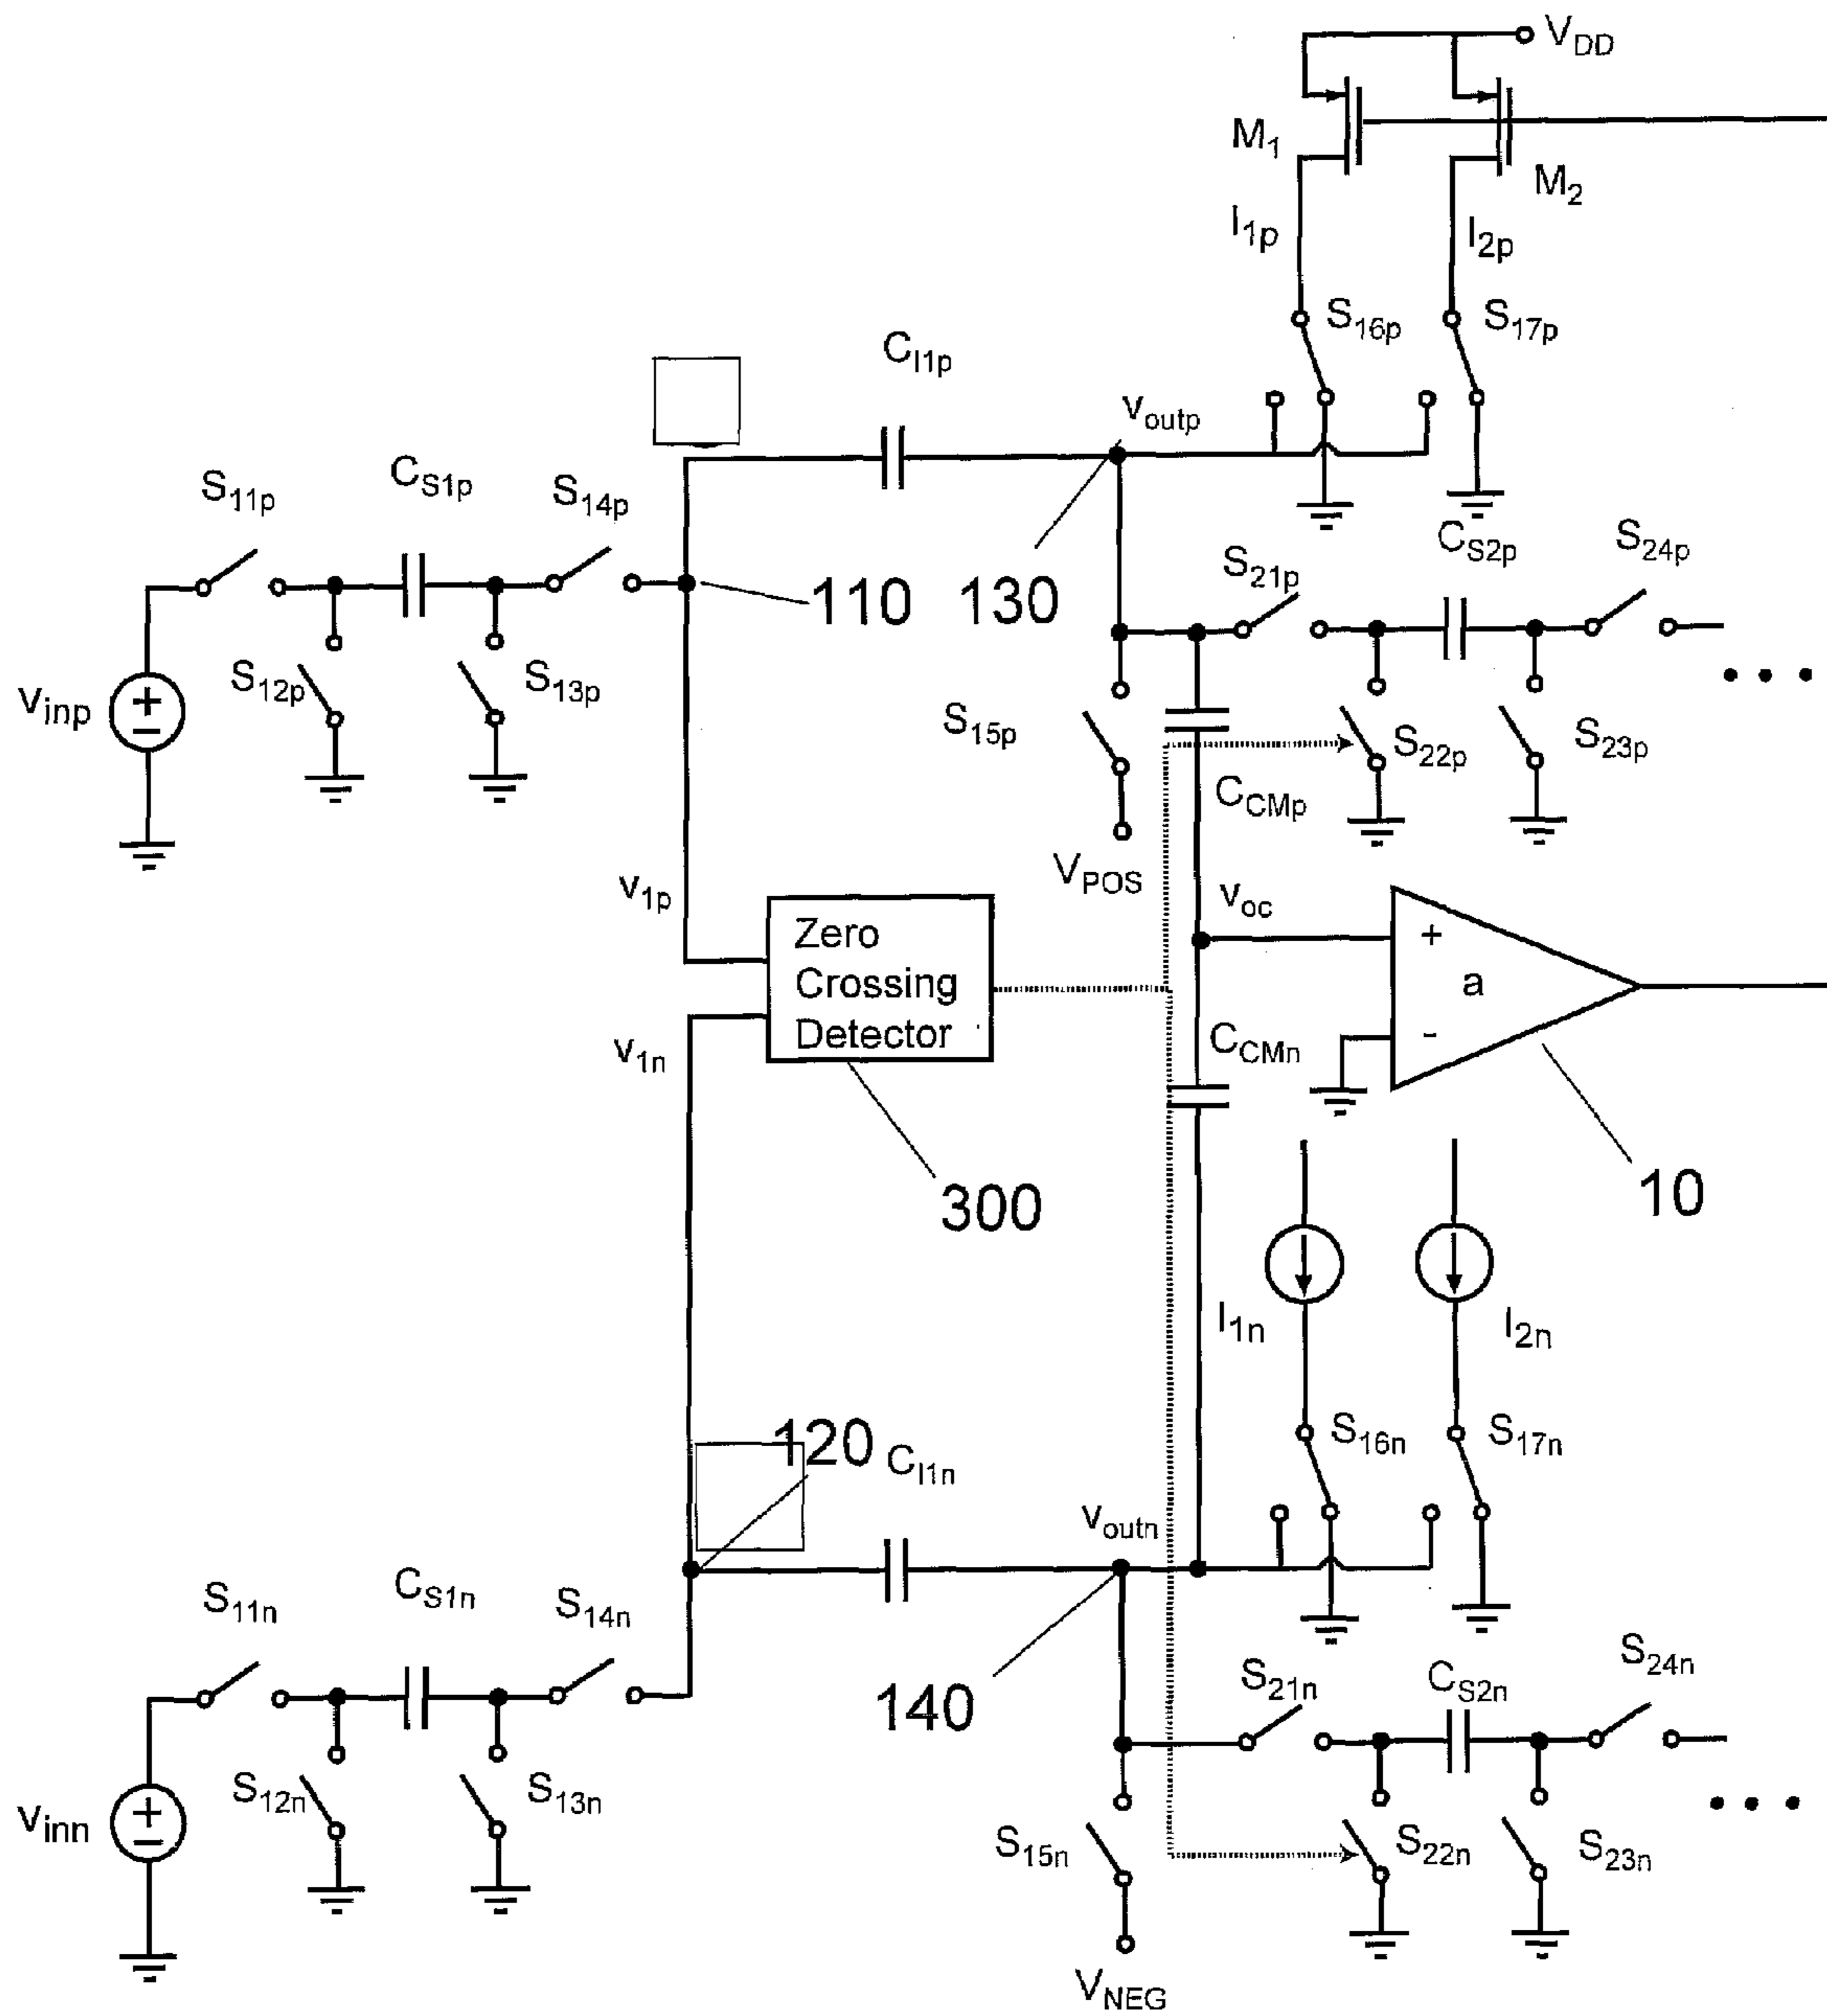 V_DD
M_1
M_2
I_1p
I_2p
S_16p
S_17p
C_I1p
v_outp
S_11p
C_S1p
S_14p
110
130
S_21p
C_S2p
S_24p
v_inp
+
−
S_12p
S_13p
S_15p
S_22p
S_23p
• • •
C_CMp
V_POS
v_1p
v_oc
Zero
Crossing
Detector
+
a
-
v_1n
C_CMn
300
10
I_1n
I_2n
S_16n
S_17n
120
C_I1n
v_outn
S_11n
C_S1n
S_14n
140
S_21n
C_S2n
S_24n
v_inn
+
−
S_12n
S_13n
S_15n
S_22n
S_23n
• • •
V_NEG